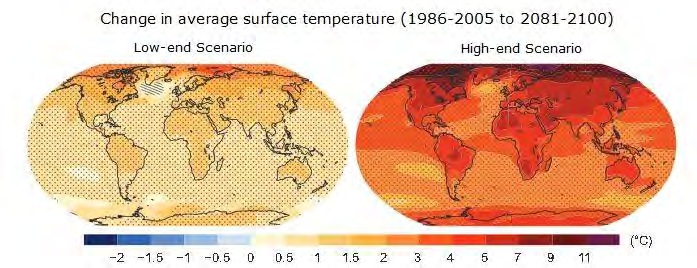 Change in average surface temperature (1986-2005 to 2081-2100)
Low-end Scenario High-end Scenario
−2 −1.5 −1 −0.5 0 0.5 1 1.5 2 3 4 5 7 9 11 (°C)